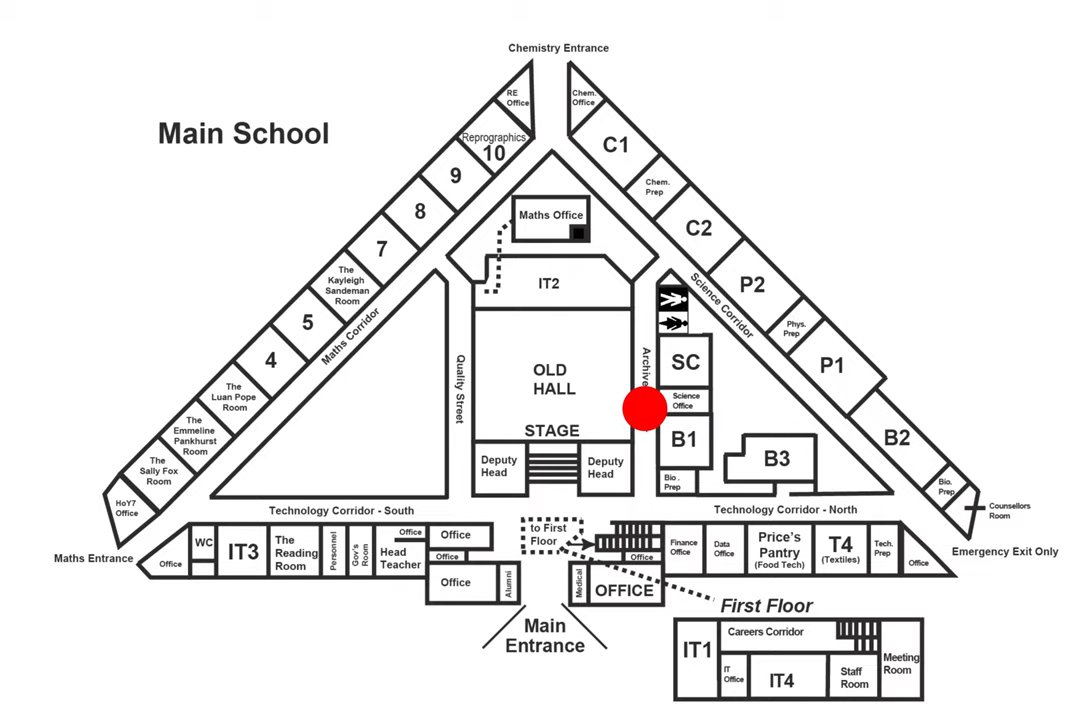 Chemistry Entrance
Main School
RE
Office
Chem.
Office
Reprographics
10
C1
9
Chem.
Prep
8
Maths Office
C2
7
IT2
P2
The
Kayleigh
Sandeman
Room
Science Corridor
5
Maths Corridor
Phys.
Prep
4
Quality Street
OLD
HALL
Archive
SC
P1
The
Luan Pope
Room
Science
Office
STAGE
B1
B2
The
Emmeline
Pankhurst
Room
The
Sally Fox
Room
Deputy
Head
Deputy
Head
B3
Bio .
Prep
Bio.
Prep
HoY7
Office
Counsellors
Room
Technology Corridor - South
Technology Corridor - North
Maths Entrance
Emergency Exit Only
to First
Floor
Office
WC
IT3
The
Reading
Room
Personnel
Gov's
Room
Office
Head
Teacher
Office
Office
Office
Alumni
Medical
Office
OFFICE
Finance
Office
Data
Office
Price's
Pantry
(Food Tech)
T4
(Textiles)
Tech.
Prep
Office
Main
Entrance
First Floor
IT1
Careers Corridor
IT
Office
IT4
Staff
Room
Meeting
Room